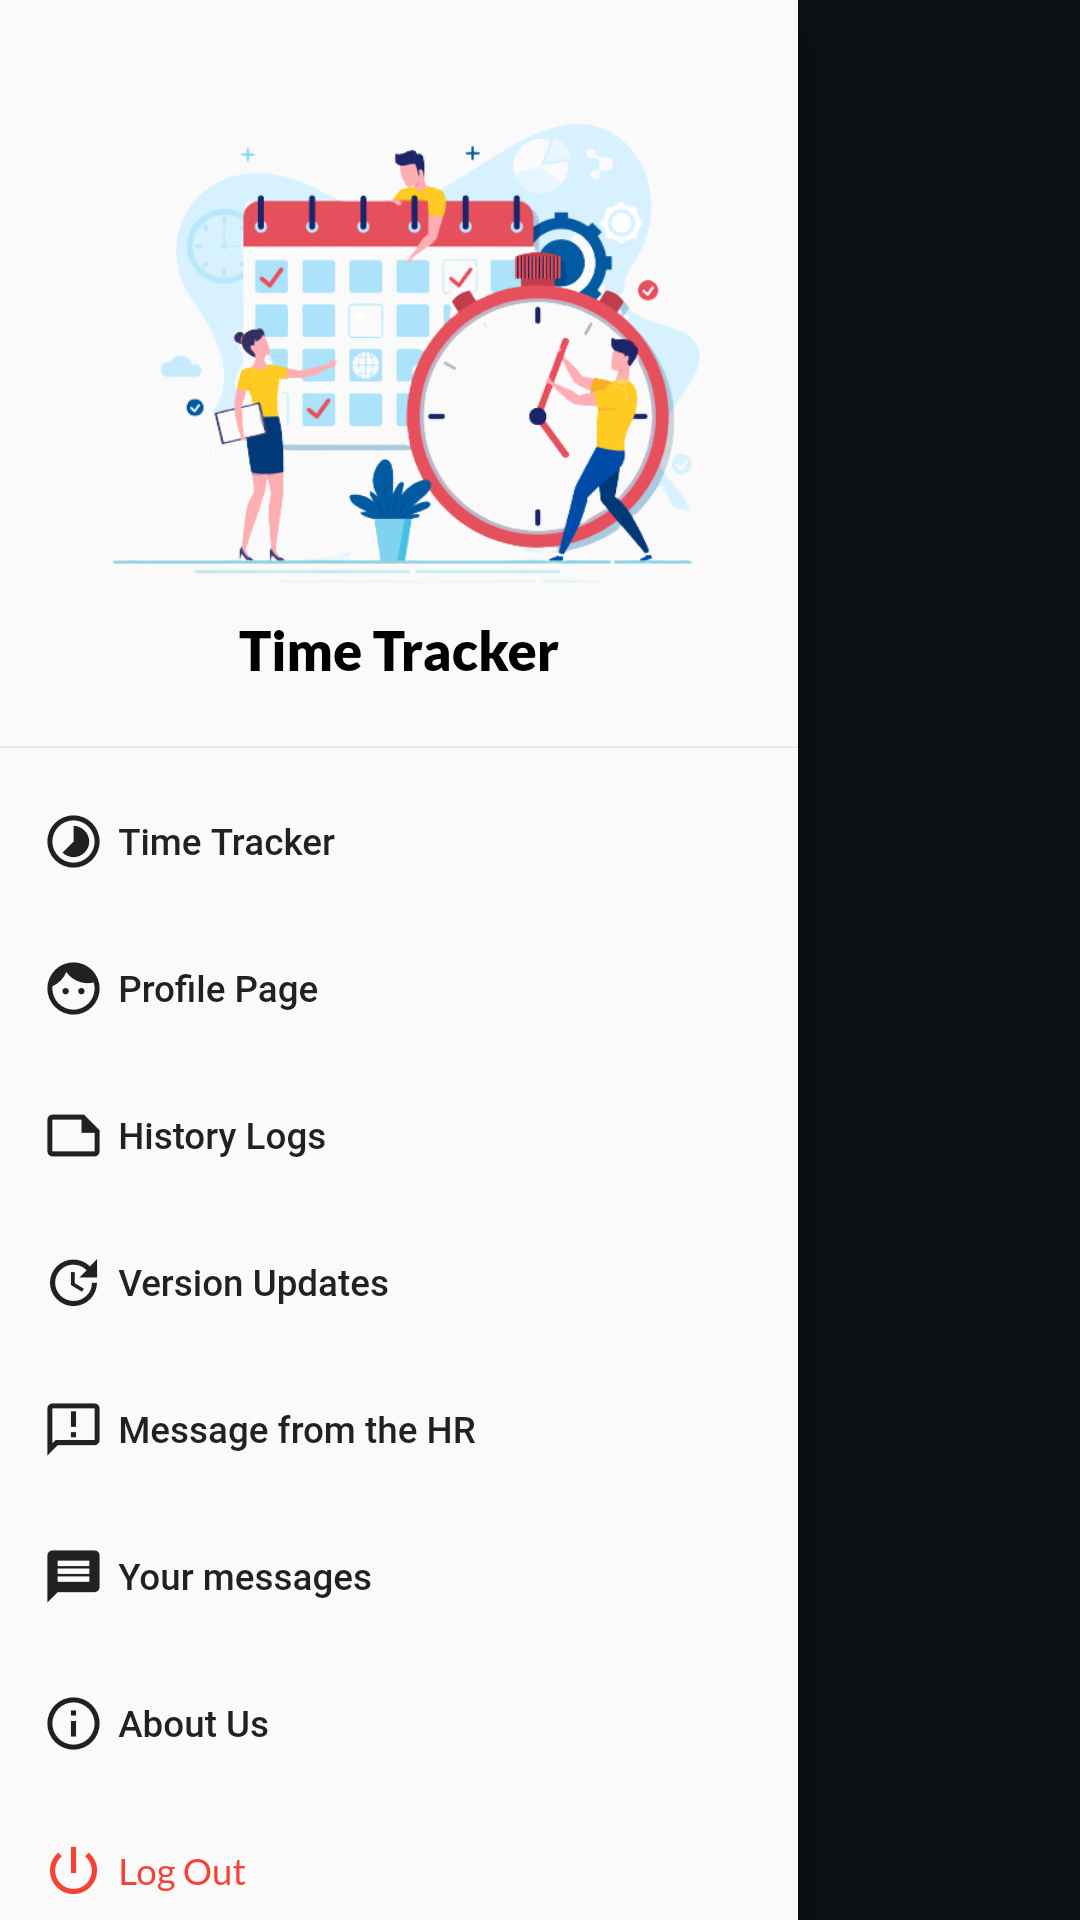 Time Tracker
Time Tracker
Profile Page
History Logs
Version Updates
Message from the HR
Your messages
About Us
Log Out